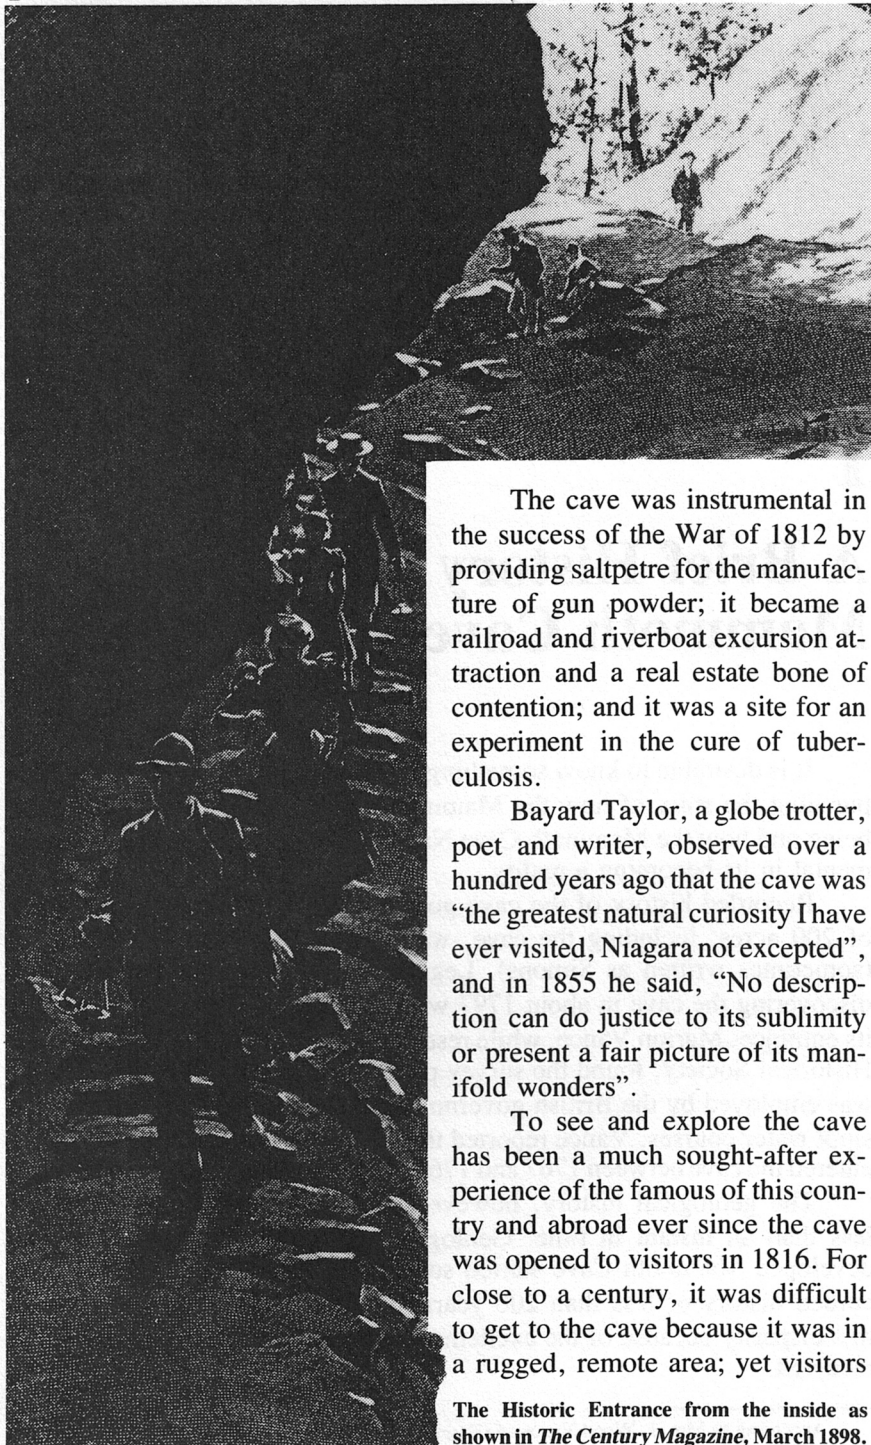 The cave was instrumental in
the success of the War of 1812 by
providing saltpetre for the manufac-
ture of gun powder; it became a
railroad and riverboat excursion at-
traction and a real estate bone of
contention; and it was a site for an
experiment in the cure of tuber-
culosis.
Bayard Taylor, a globe trotter,
poet and writer, observed over a
hundred years ago that the cave was
“the greatest natural curiosity I have
ever visited, Niagara not excepted”,
and in 1855 he said, “No descrip-
tion can do justice to its sublimity
or present a fair picture of its man-
ifold wonders”.
To see and explore the cave
has been a much sought-after ex-
perience of the famous of this coun-
try and abroad ever since the cave
was opened to visitors in 1816. For
close to a century, it was difficult
to get to the cave because it was in
a rugged, remote area; yet visitors
The Historic Entrance from the inside as
shown in The Century Magazine, March 1898.